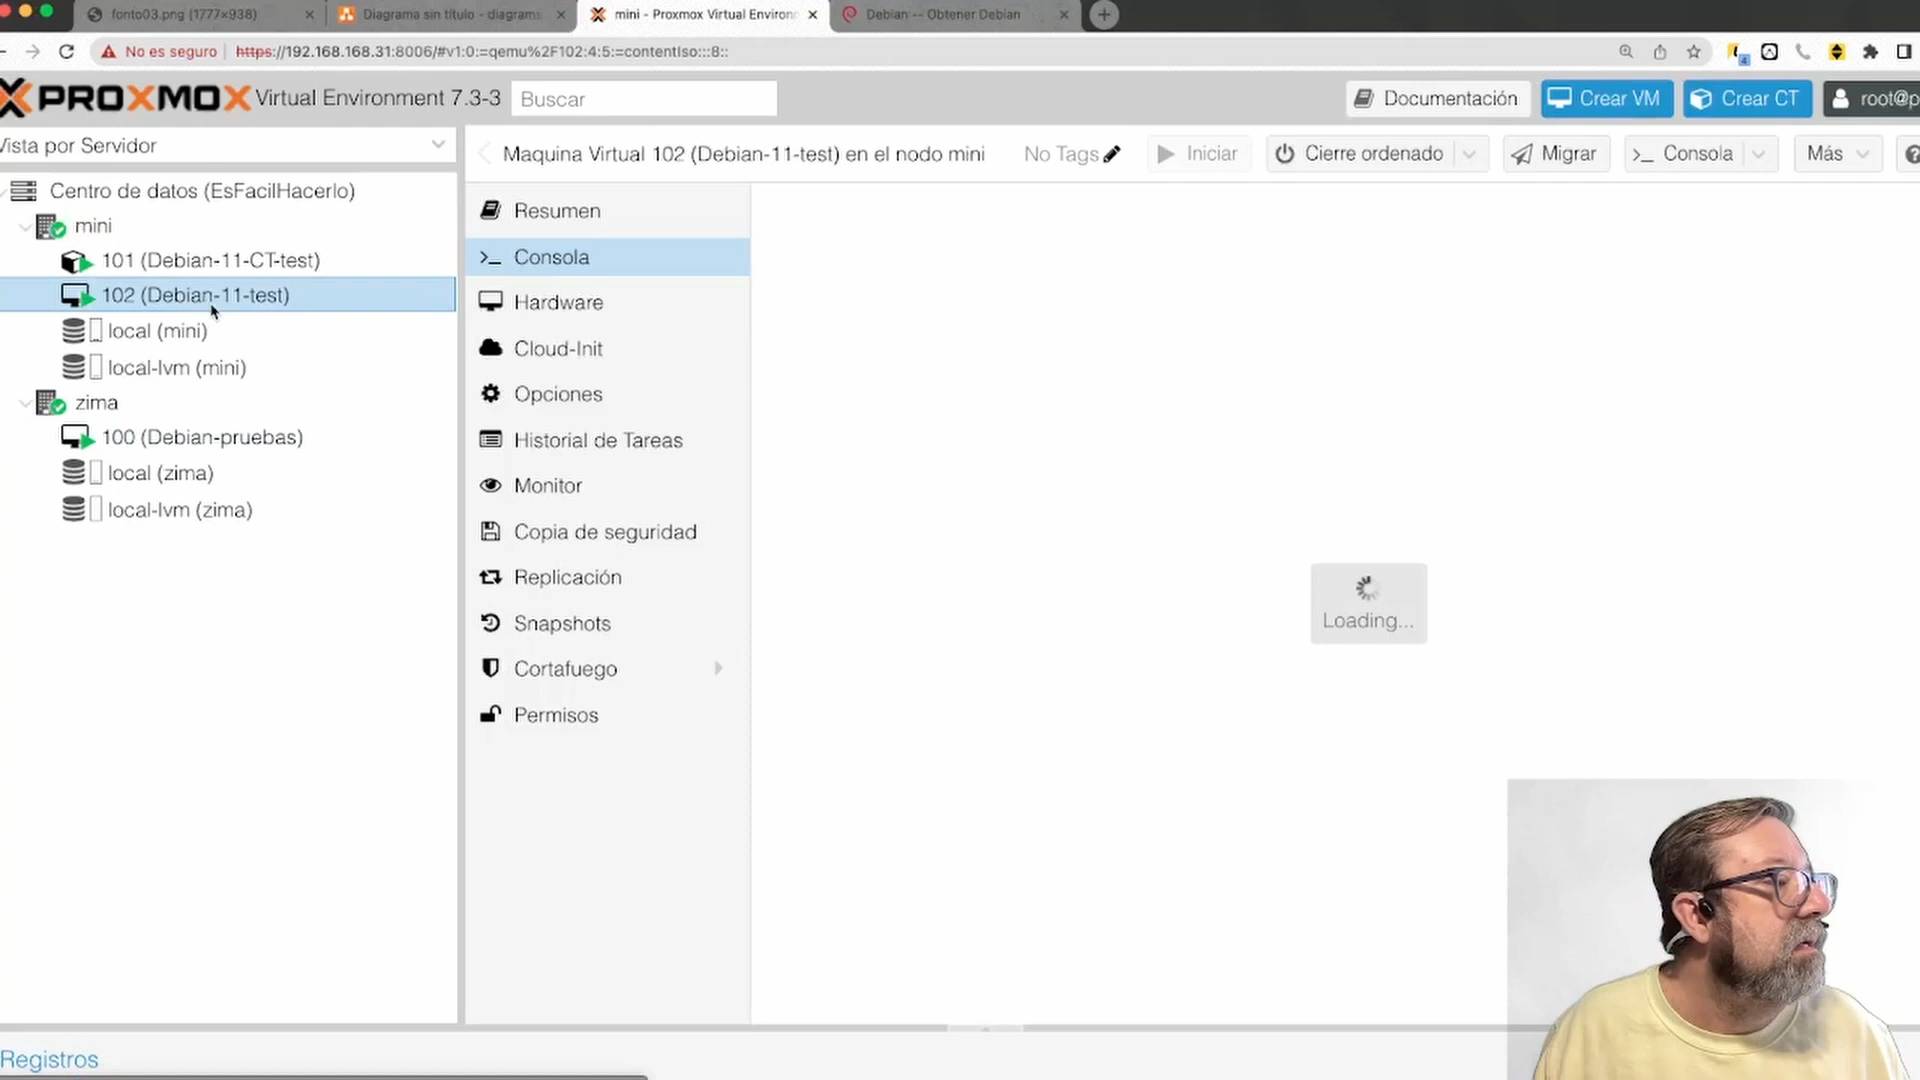 fonto03.png (1777×938)
Diagrama sin título - diagrams
mini - Proxmox Virtual Environ
Debian -- Obtener Debian
No es seguro
https://192.168.168.31:8006/#v1:0:=qemu%2F102:4:5:=contentIso:::8::
4
PROXMOX Virtual Environment 7.3-3
Buscar
Documentación
Crear VM
Crear CT
root@p
Vista por Servidor
Maquina Virtual 102 (Debian-11-test) en el nodo mini
No Tags
Iniciar
Cierre ordenado
Migrar
Consola
Más
Centro de datos (EsFacilHacerlo)
mini
101 (Debian-11-CT-test)
102 (Debian-11-test)
local (mini)
local-lvm (mini)
zima
100 (Debian-pruebas)
local (zima)
local-lvm (zima)
Resumen
Consola
Hardware
Cloud-Init
Opciones
Historial de Tareas
Monitor
Copia de seguridad
Replicación
Snapshots
Cortafuego
Permisos
Loading...
Registros